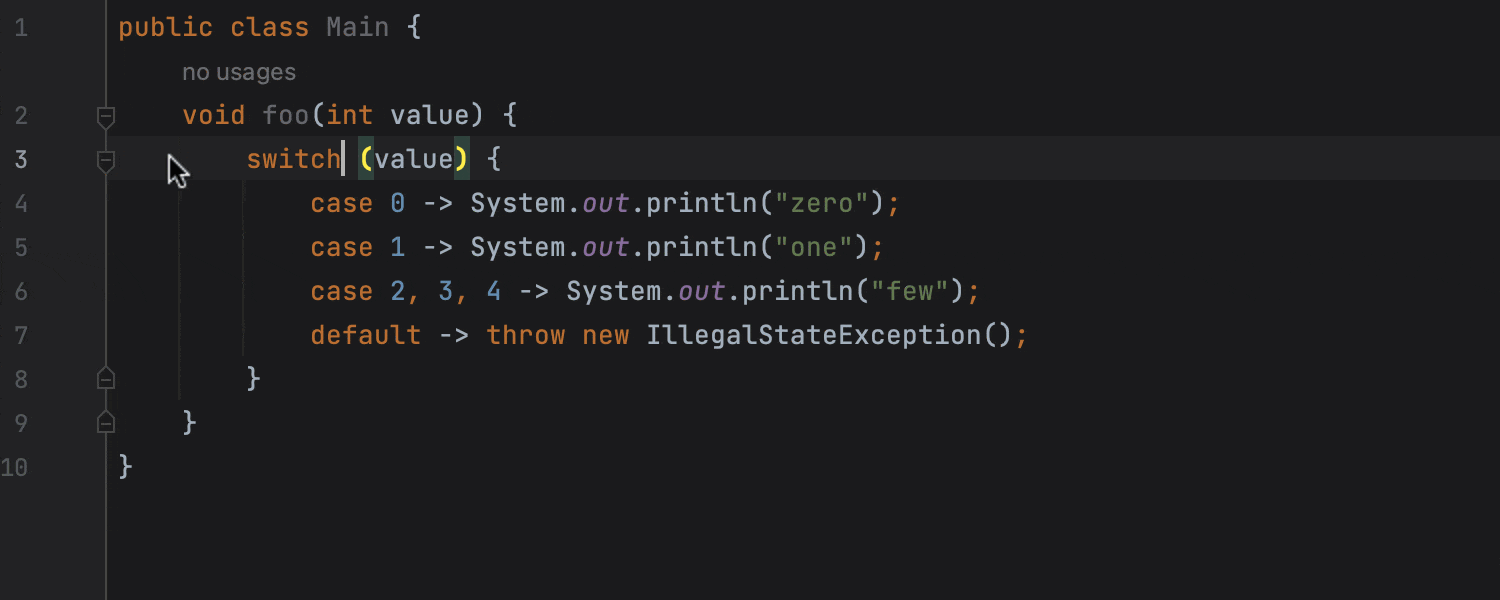 1 public class Main {
no usages
2 void foo(int value) {
3 switch (value) {
4 case 0 -> System.out.println("zero");
5 case 1 -> System.out.println("one");
6 case 2, 3, 4 -> System.out.println("few");
7 default -> throw new IllegalStateException();
8 }
9 }
10 }